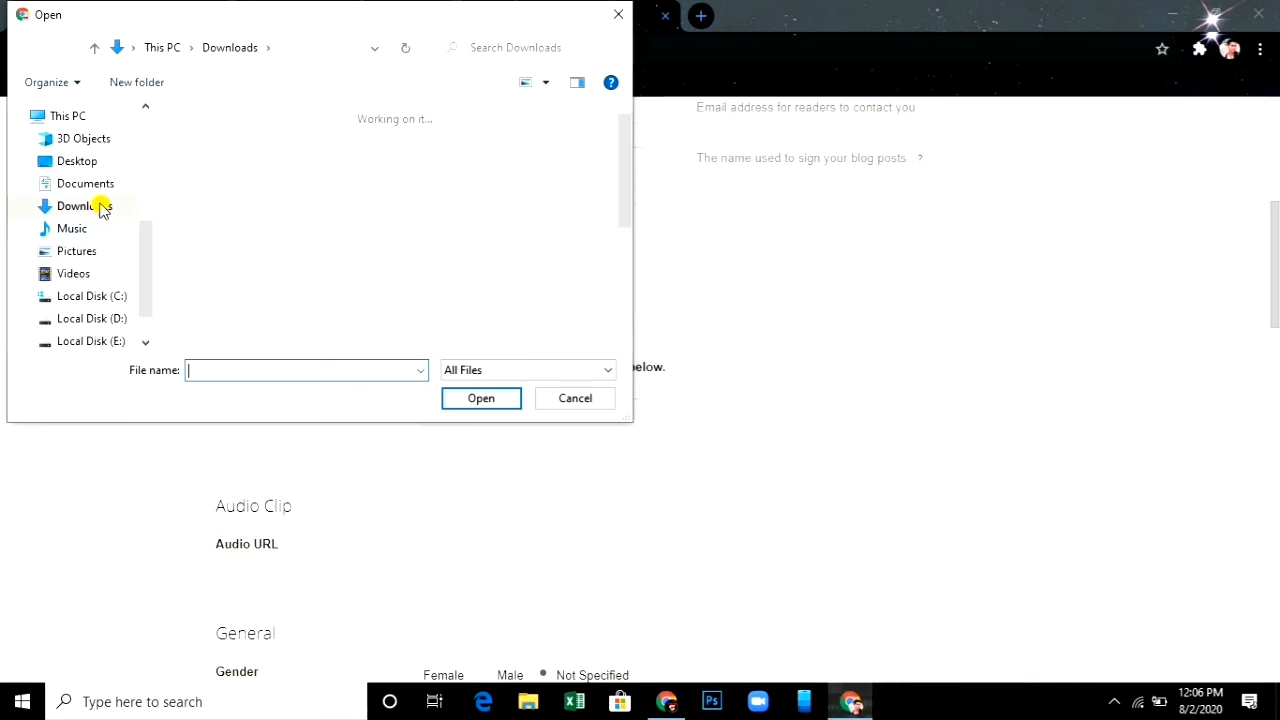 Open
This PC
Downloads
Search Downloads
Organize
New folder
This PC
3D Objects
Desktop
Documents
Downloads
Music
Pictures
Videos
Local Disk (C:)
Local Disk (D:)
Local Disk (E:)
Working on it...
File name:
All Files
Open
Cancel
Email address for readers to contact you
The name used to sign your blog posts. ?
below.
Audio Clip
Audio URL
General
Gender
Female
Male
Not Specified
Type here to search
12:06 PM
8/2/2020